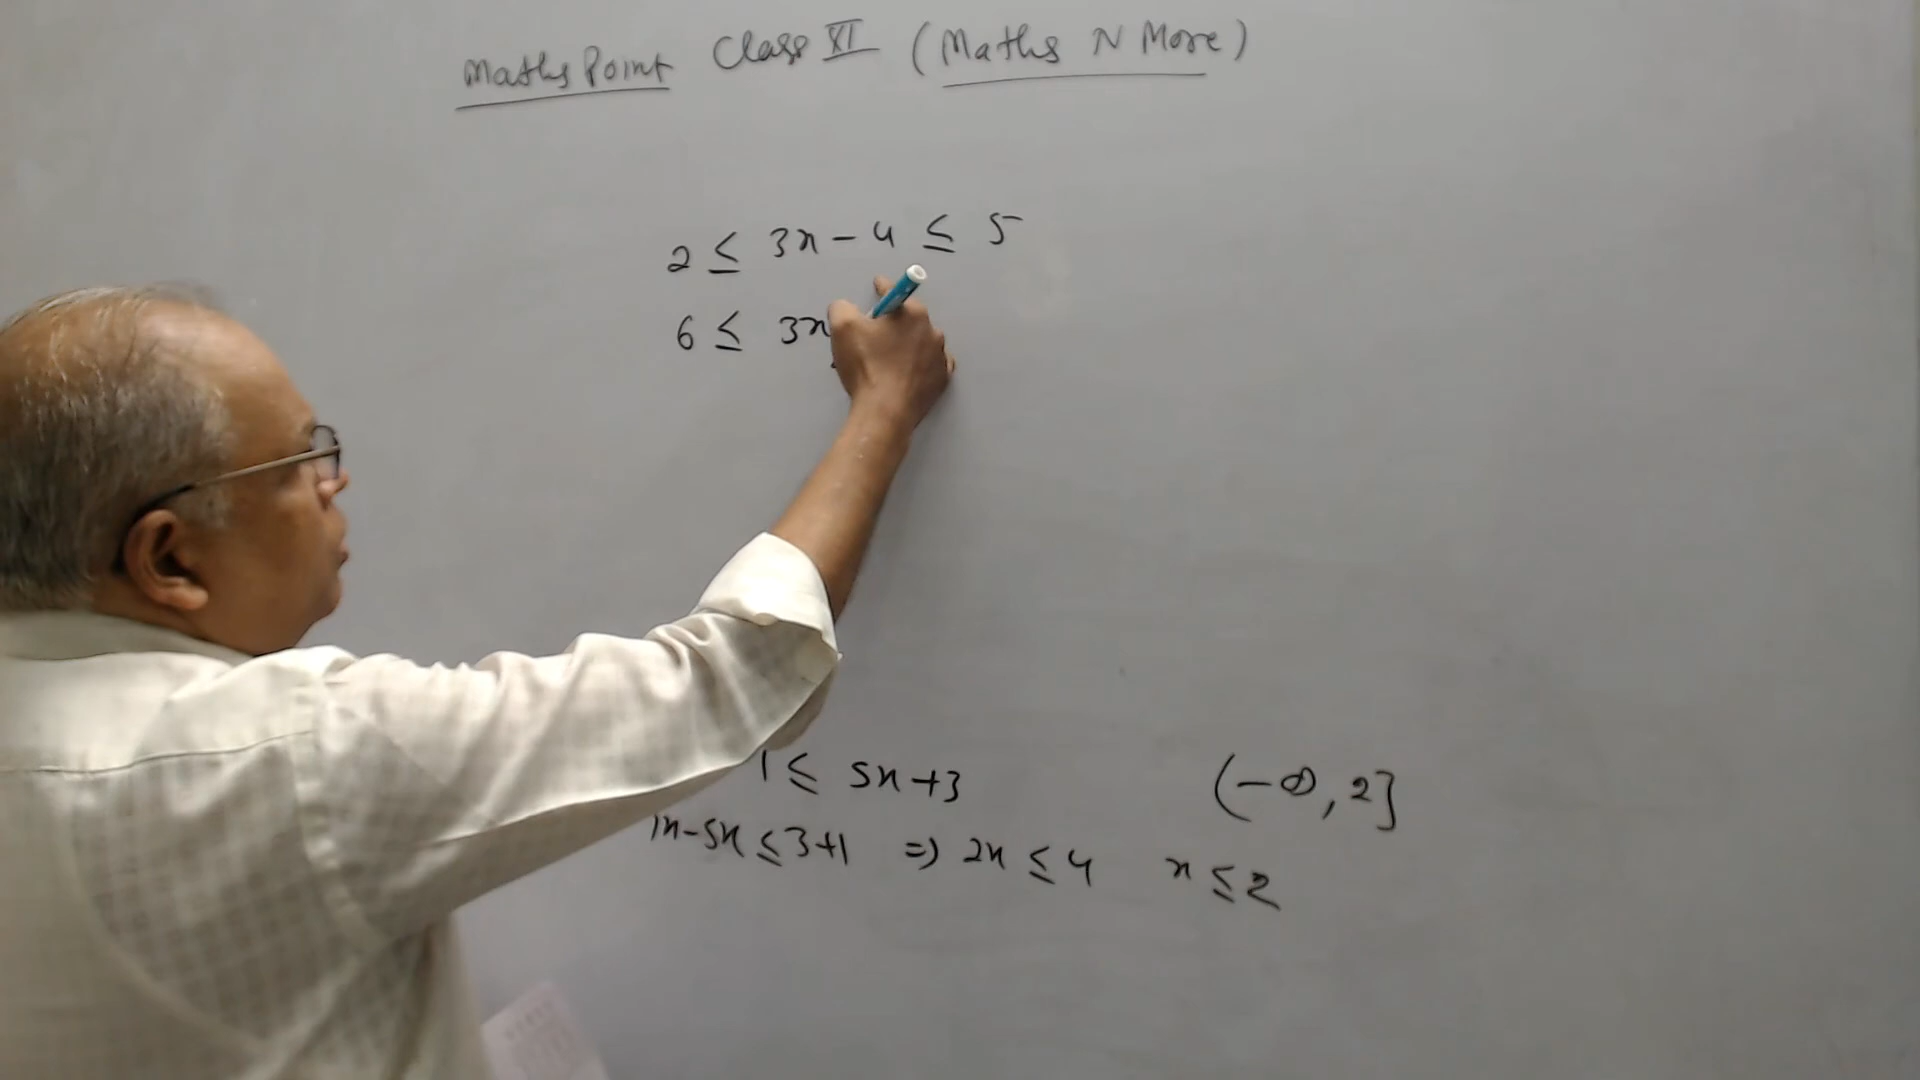 Maths Point Class XI (Maths N More)
2 ≤ 3x - 4 ≤ 5
6 ≤ 3x
1 ≤ 5x+3
x-5x ≤ 3+1 ⇒ 2x ≤ 4 x ≤ 2
(-∞, 2]